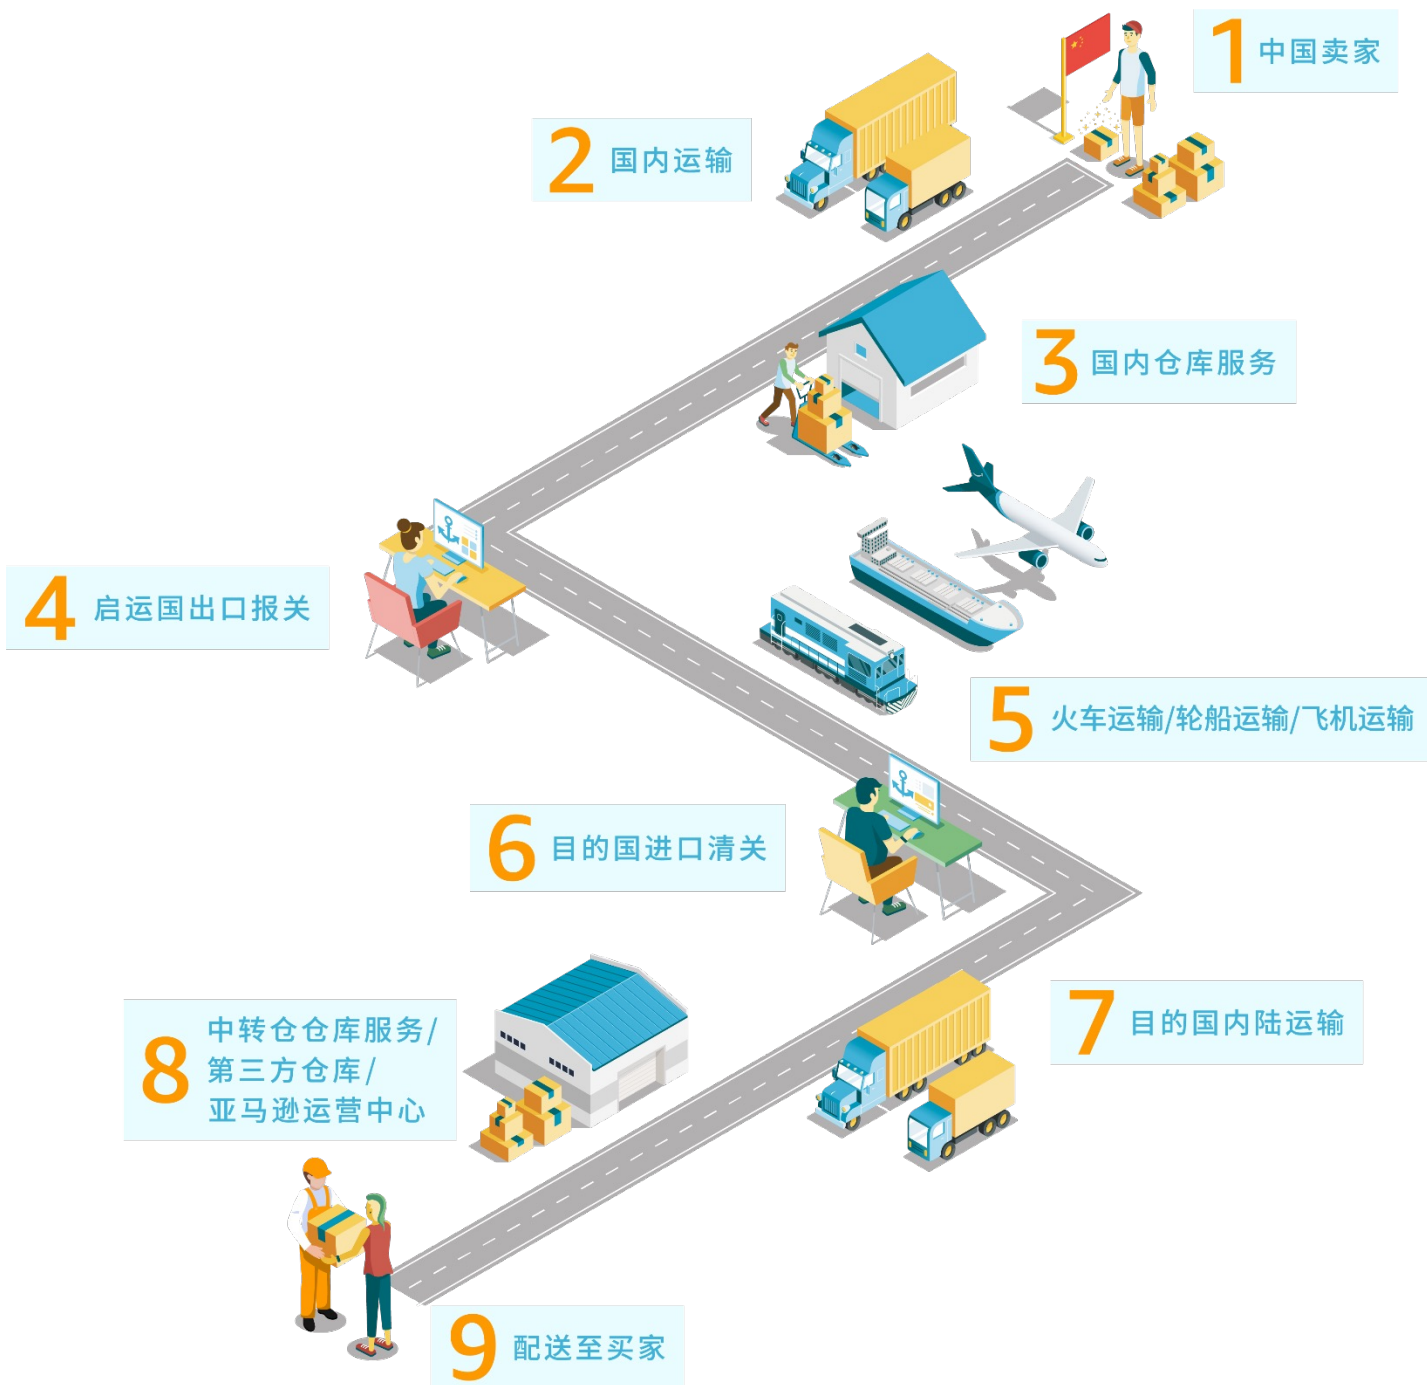 1 中国卖家
2 国内运输
3 国内仓库服务
4 启运国出口报关
5 火车运输/轮船运输/飞机运输
6 目的国进口清关
7 目的国内陆运输
8 中转仓仓库服务/
第三方仓库/
亚马逊运营中心
9 配送至买家